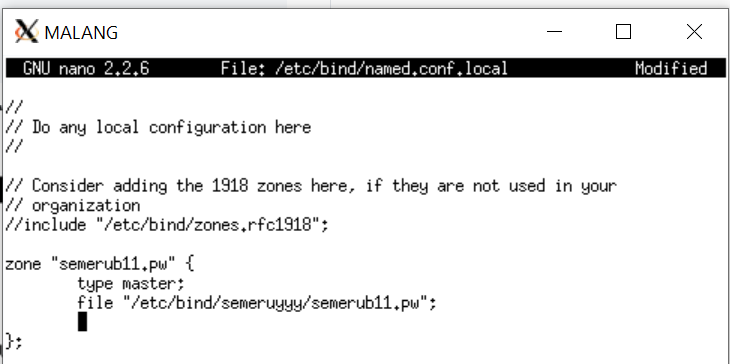 MALANG
GNU nano 2.2.6 File: /etc/bind/named.conf.local Modified
//
// Do any local configuration here
//
// Consider adding the 1918 zones here, if they are not used in your
// organization
//include "/etc/bind/zones.rfc1918";
zone "semerub11.pw" {
type master;
file "/etc/bind/semeruyyy/semerub11.pw";
};